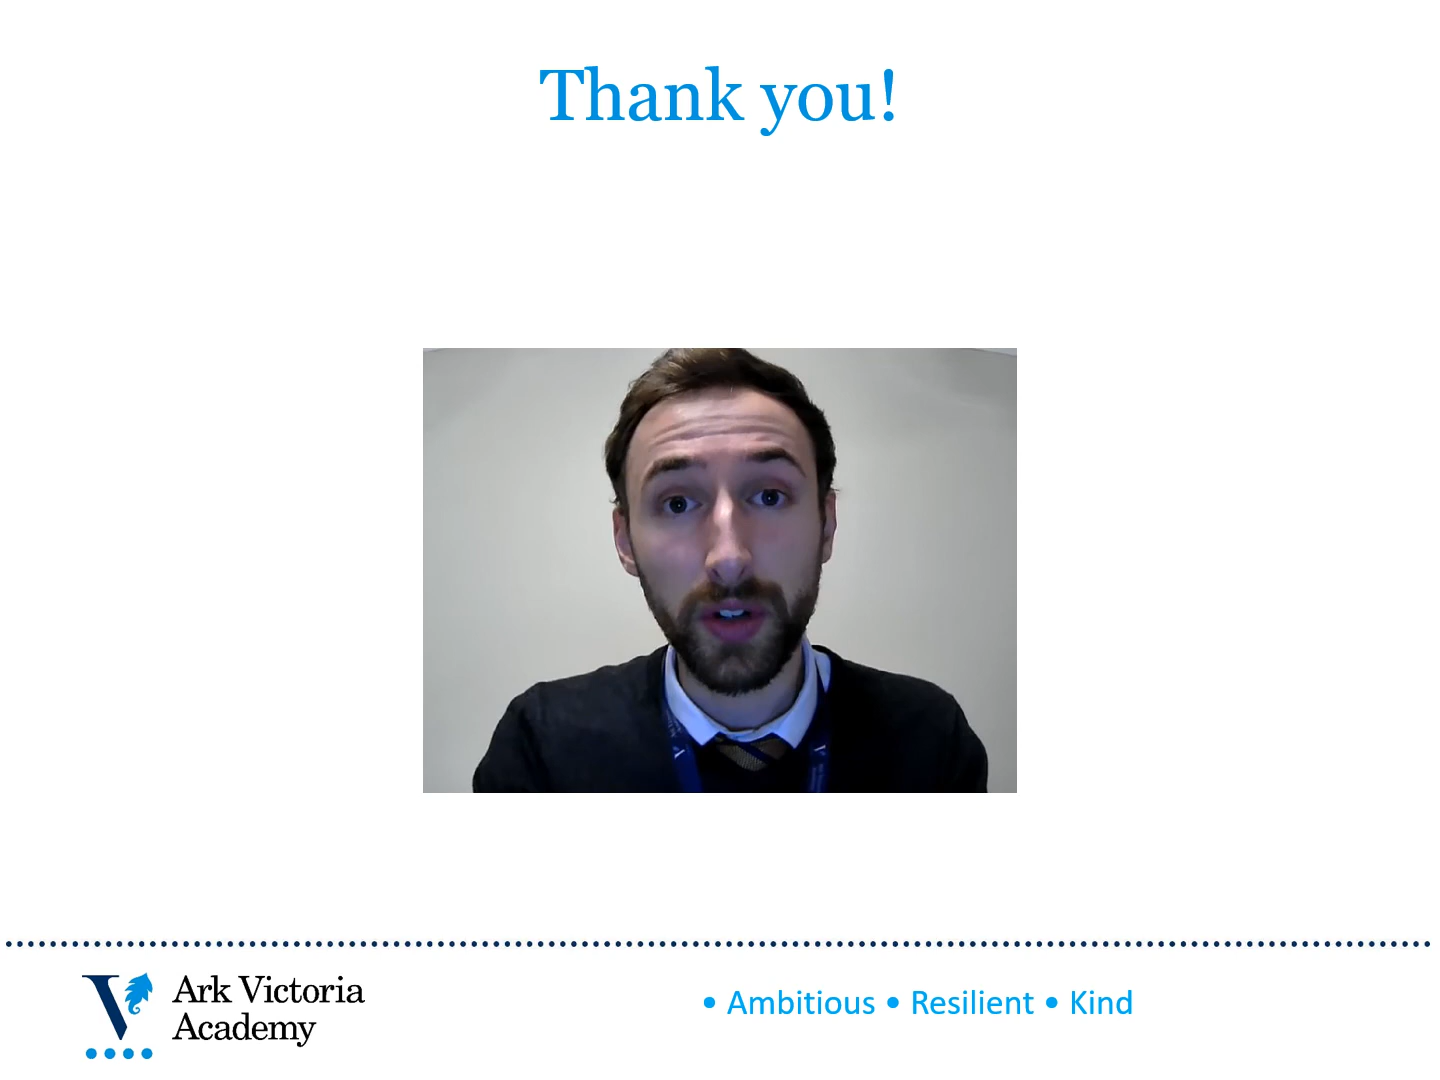 Thank you!
Ark Victoria
Academy
• Ambitious • Resilient • Kind